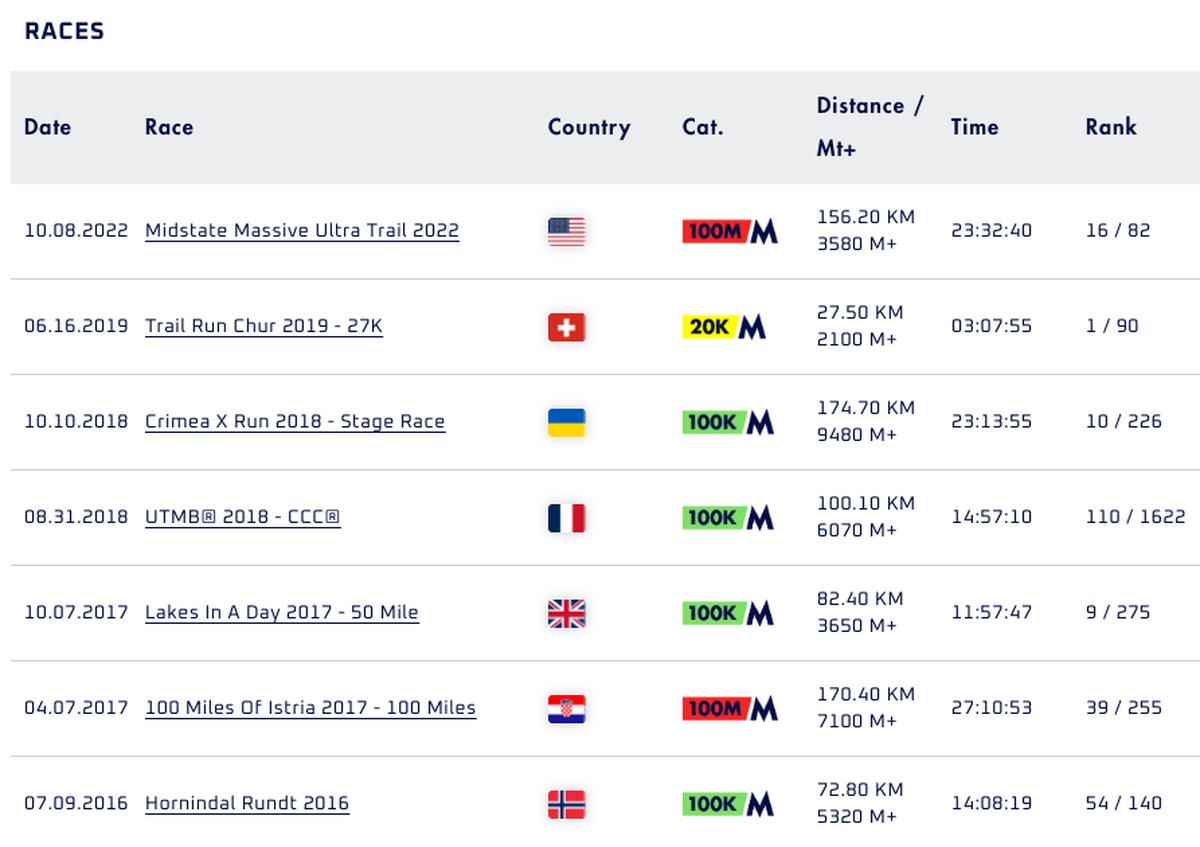 RACES
Date Race Country Cat. Distance / Mt+ Time Rank
10.08.2022 Midstate Massive Ultra Trail 2022 100M 156.20 KM 23:32:40 16 / 82
3580 M+
06.16.2019 Trail Run Chur 2019 - 27K 20K 27.50 KM 03:07:55 1 / 90
2100 M+
10.10.2018 Crimea X Run 2018 - Stage Race 100K 174.70 KM 23:13:55 10 / 226
9480 M+
08.31.2018 UTMB® 2018 - CCC® 100K 100.10 KM 14:57:10 110 / 1622
6070 M+
10.07.2017 Lakes In A Day 2017 - 50 Mile 100K 82.40 KM 11:57:47 9 / 275
3650 M+
04.07.2017 100 Miles Of Istria 2017 - 100 Miles 100M 170.40 KM 27:10:53 39 / 255
7100 M+
07.09.2016 Hornindal Rundt 2016 100K 72.80 KM 14:08:19 54 / 140
5320 M+